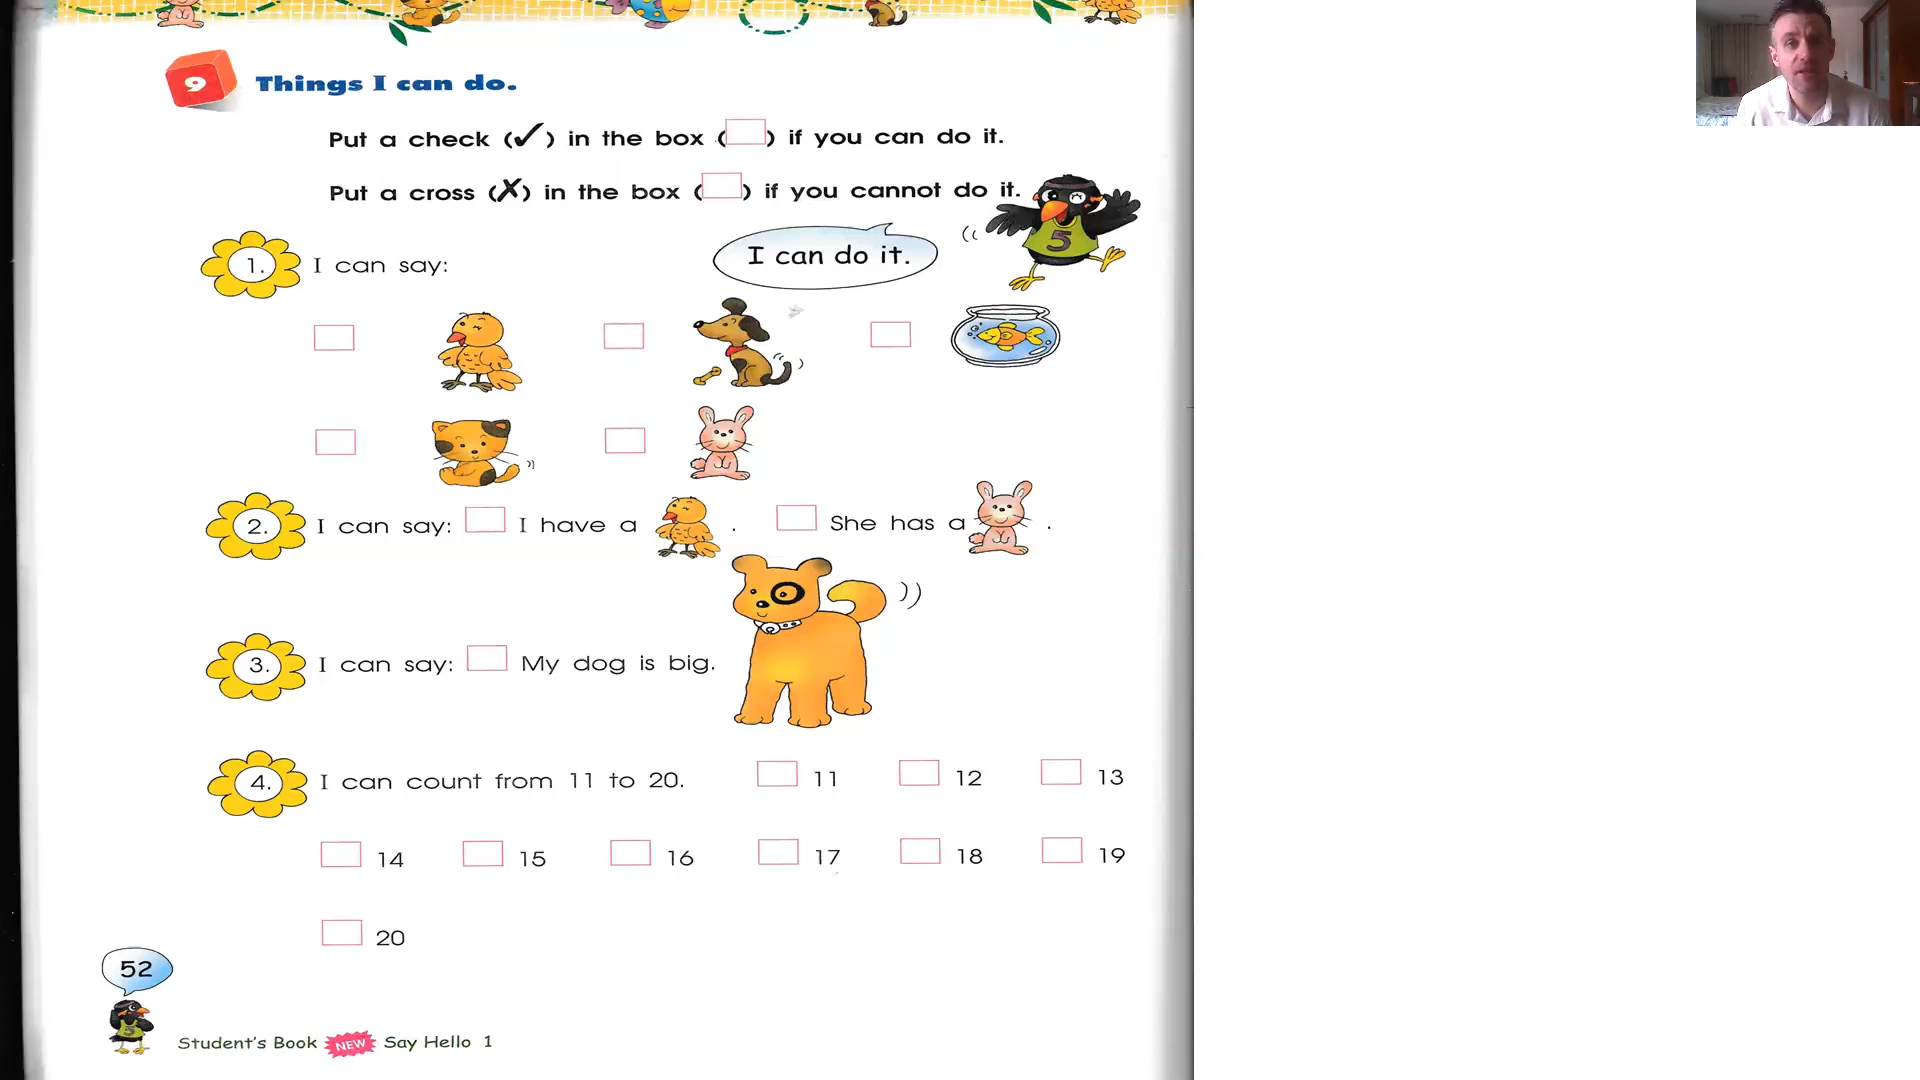 9 Things I can do.
Put a check (✓) in the box ( ) if you can do it.
Put a cross (✗) in the box ( ) if you cannot do it.
5
I can do it.
1. I can say:
2. I can say: I have a . She has a .
3. I can say: My dog is big.
4. I can count from 11 to 20. 11 12 13
14 15 16 17 18 19
20
52
5
Student's Book NEW Say Hello 1